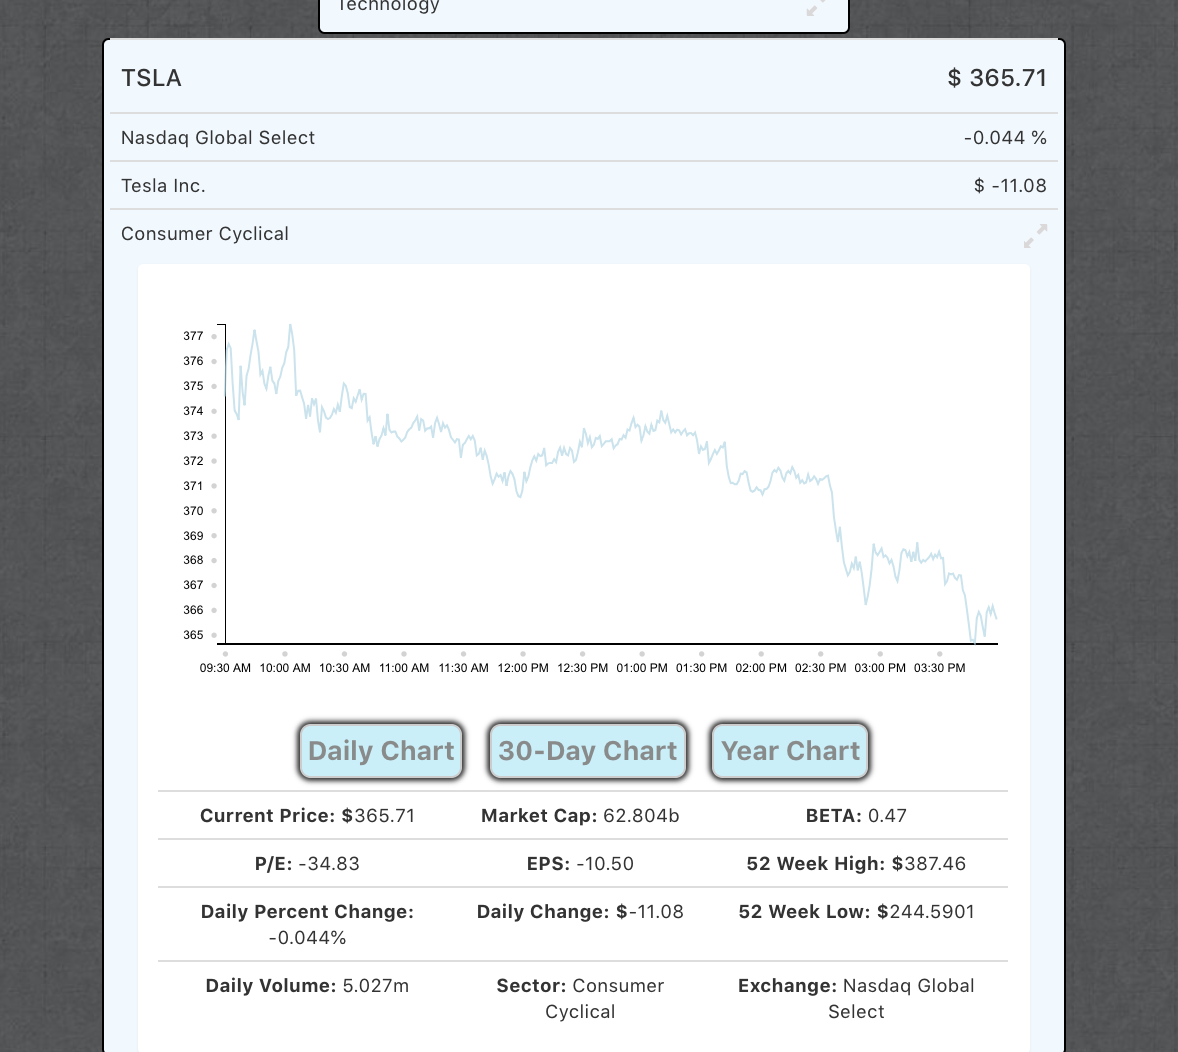 Technology
TSLA $ 365.71
Nasdaq Global Select -0.044 %
Tesla Inc. $ -11.08
Consumer Cyclical
377
376
375
374
373
372
371
370
369
368
367
366
365
09:30 AM 10:00 AM 10:30 AM 11:00 AM 11:30 AM 12:00 PM 12:30 PM 01:00 PM 01:30 PM 02:00 PM 02:30 PM 03:00 PM 03:30 PM
Daily Chart 30-Day Chart Year Chart
Current Price: $365.71 Market Cap: 62.804b BETA: 0.47
P/E: -34.83 EPS: -10.50 52 Week High: $387.46
Daily Percent Change: Daily Change: $-11.08 52 Week Low: $244.5901
-0.044%
Daily Volume: 5.027m Sector: Consumer Exchange: Nasdaq Global
Cyclical Select